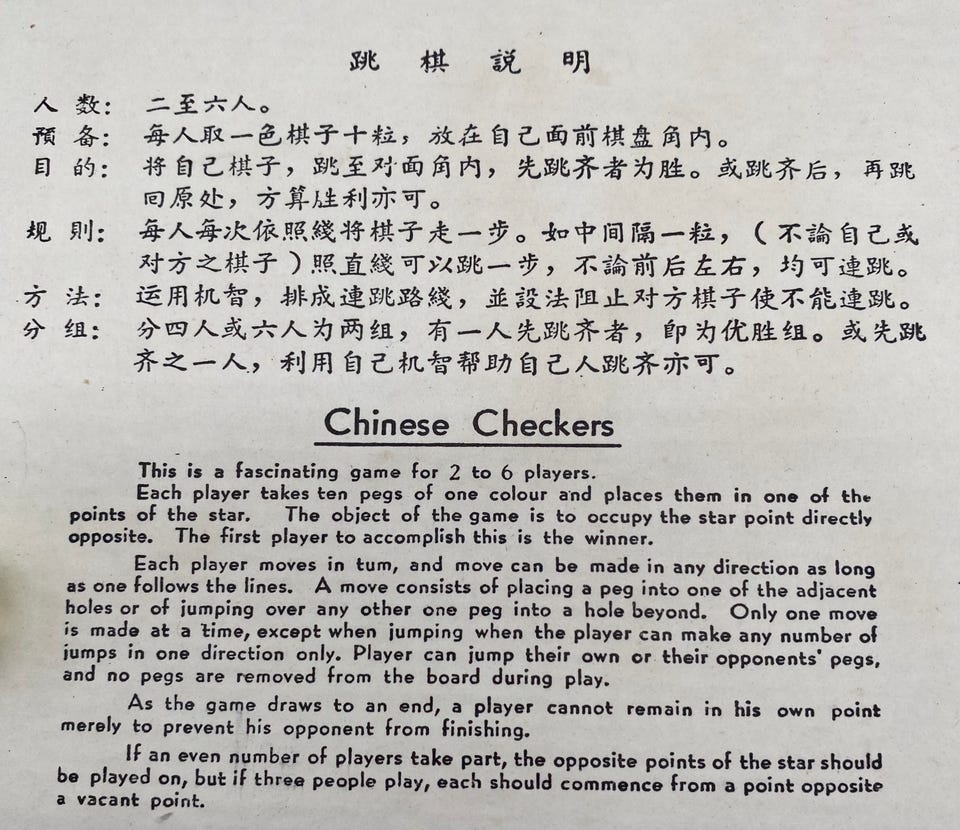 跳棋説明
人数：二至六人。
預备：每人取一色棋子十粒，放在自己面前棋盘角内。
目的：将自己棋子，跳至对面角内，先跳齐者为胜。或跳齐后，再跳
回原处，方算胜利亦可。
规則：每人每次依照綫将棋子走一步。如中间隔一粒，（不論自己或
对方之棋子）照直綫可以跳一步，不論前后左右，均可連跳。
方法：运用机智，排成連跳路綫，並設法阻止对方棋子使不能連跳。
分组：分四人或六人为两组，有一人先跳齐者，即为优胜组。或先跳
齐之一人，利用自己机智帮助自己人跳齐亦可。
Chinese Checkers
This is a fascinating game for 2 to 6 players.
Each player takes ten pegs of one colour and places them in one of the
points of the star. The object of the game is to occupy the star point directly
opposite. The first player to accomplish this is the winner.
Each player moves in tum, and move can be made in any direction as long
as one follows the lines. A move consists of placing a peg into one of the adjacent
holes or of jumping over any other one peg into a hole beyond. Only one move
is made at a time, except when jumping when the player can make any number of
jumps in one direction only. Player can jump their own or their opponents' pegs,
and no pegs are removed from the board during play.
As the game draws to an end, a player cannot remain in his own point
merely to prevent his opponent from finishing.
If an even number of players take part, the opposite points of the star should
be played on, but if three people play, each should commence from a point opposite
a vacant point.